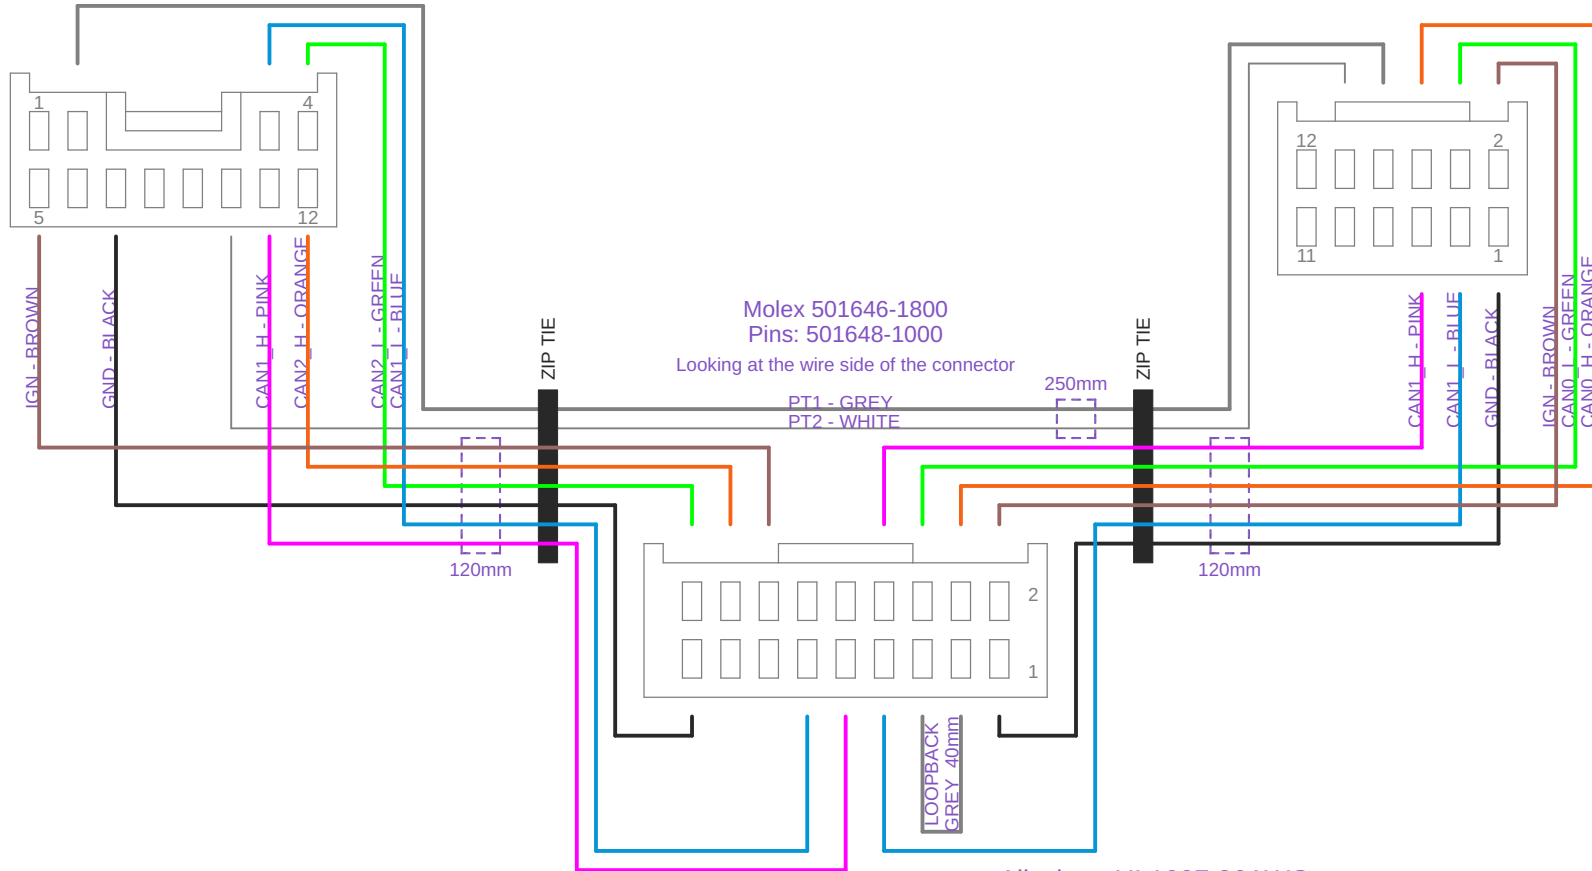 1
4
5
12
12
2
11
1
IGN - BROWN
GND - BLACK
CAN1_H - PINK
CAN2_H - ORANGE
CAN2_L - GREEN
CAN1_L - BLUE
ZIP TIE
Molex 501646-1800
Pins: 501648-1000
Looking at the wire side of the connector
PT1 - GREY
PT2 - WHITE
250mm
ZIP TIE
CAN1_H - PINK
CAN1_L - BLUE
GND - BLACK
IGN - BROWN
CAN0_L - GREEN
CAN0_H - ORANGE
120mm
120mm
2
1
LOOPBACK
GREY 40mm